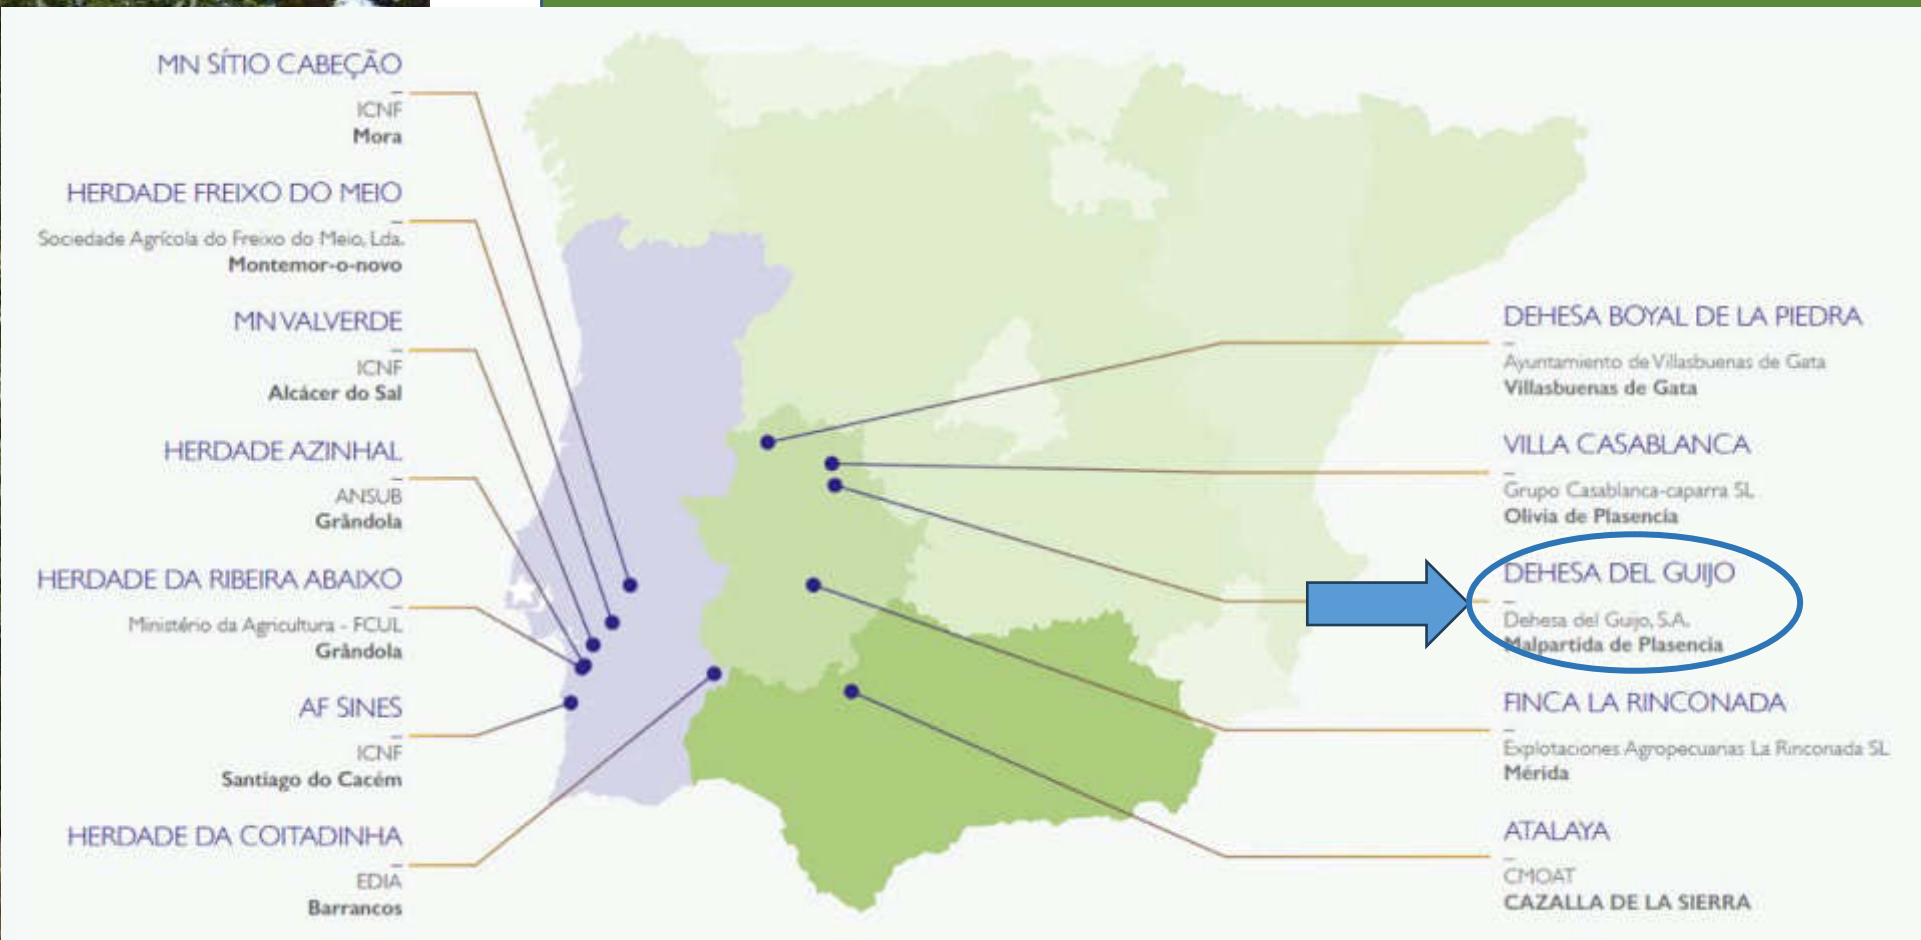 MN SÍTIO CABEÇÃO
ICNF
Mora
HERDADE FREIXO DO MEIO
Sociedade Agrícola do Freixo do Meio, Lda.
Montemor-o-novo
MN VALVERDE
ICNF
Alcácer do Sal
HERDADE AZINHAL
ANSUB
Grândola
HERDADE DA RIBEIRA ABAIXO
Ministério da Agricultura - FCUL
Grândola
AF SINES
ICNF
Santiago do Cacém
HERDADE DA COITADINHA
EDIA
Barrancos
DEHESA BOYAL DE LA PIEDRA
Ayuntamiento de Villasbuenas de Gata
Villasbuenas de Gata
VILLA CASABLANCA
Grupo Casablanca-caparra SL
Olivia de Plasencia
DEHESA DEL GUIJO
Dehesa del Guijo, S.A.
Malpartida de Plasencia
FINCA LA RINCONADA
Explotaciones Agropecuarias La Rinconada SL
Mérida
ATALAYA
CMOAT
CAZALLA DE LA SIERRA